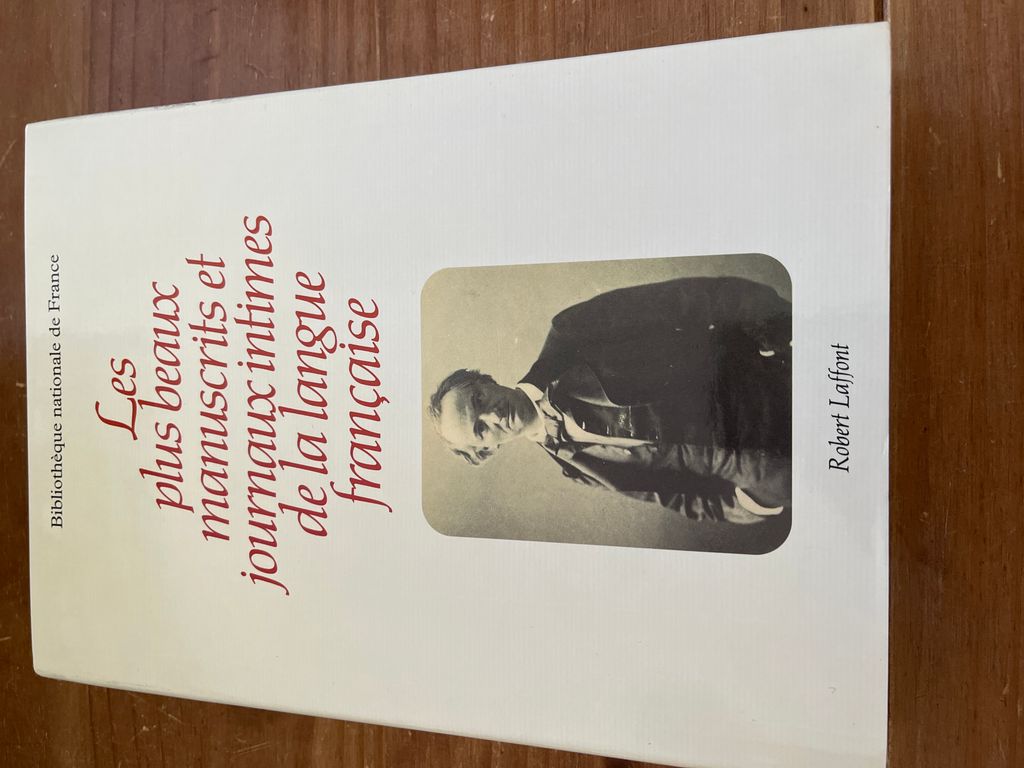 Bibliothèque nationale de France
Les
plus beaux
manuscrits et
journaux intimes
de la langue
française
Robert Laffont